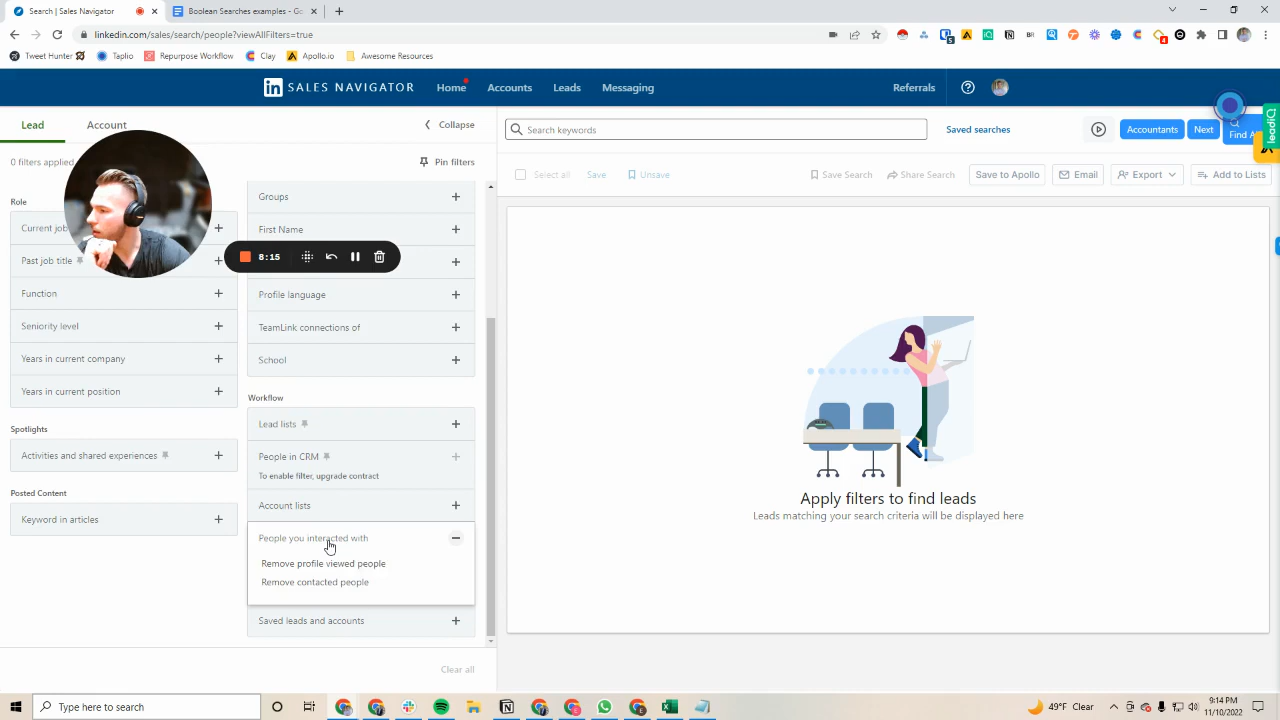 Search | Sales Navigator
Boolean Searches examples - Go
linkedin.com/sales/search/people?viewAllFilters=true
Tweet Hunter
Taplio
Repurpose Workflow
Clay
Apollo.io
Awesome Resources
in SALES NAVIGATOR
Home
Accounts
Leads
Messaging
Referrals
Lead
Account
Collapse
Search keywords
Saved searches
Accountants
Next
Find A
0 filters applied
Pin filters
Select all
Save
Unsave
Save Search
Share Search
Save to Apollo
Email
Export
Add to Lists
Role
Current job
Past job title
Function
Seniority level
Years in current company
Years in current position
Spotlights
Activities and shared experiences
Posted Content
Keyword in articles
Groups
First Name
8:15
Profile language
TeamLink connections of
School
Workflow
Lead lists
People in CRM
To enable filter, upgrade contract
Account lists
People you interacted with
Remove profile viewed people
Remove contacted people
Saved leads and accounts
Clear all
Apply filters to find leads
Leads matching your search criteria will be displayed here
Type here to search
49°F Clear
9:14 PM
11/10/2022